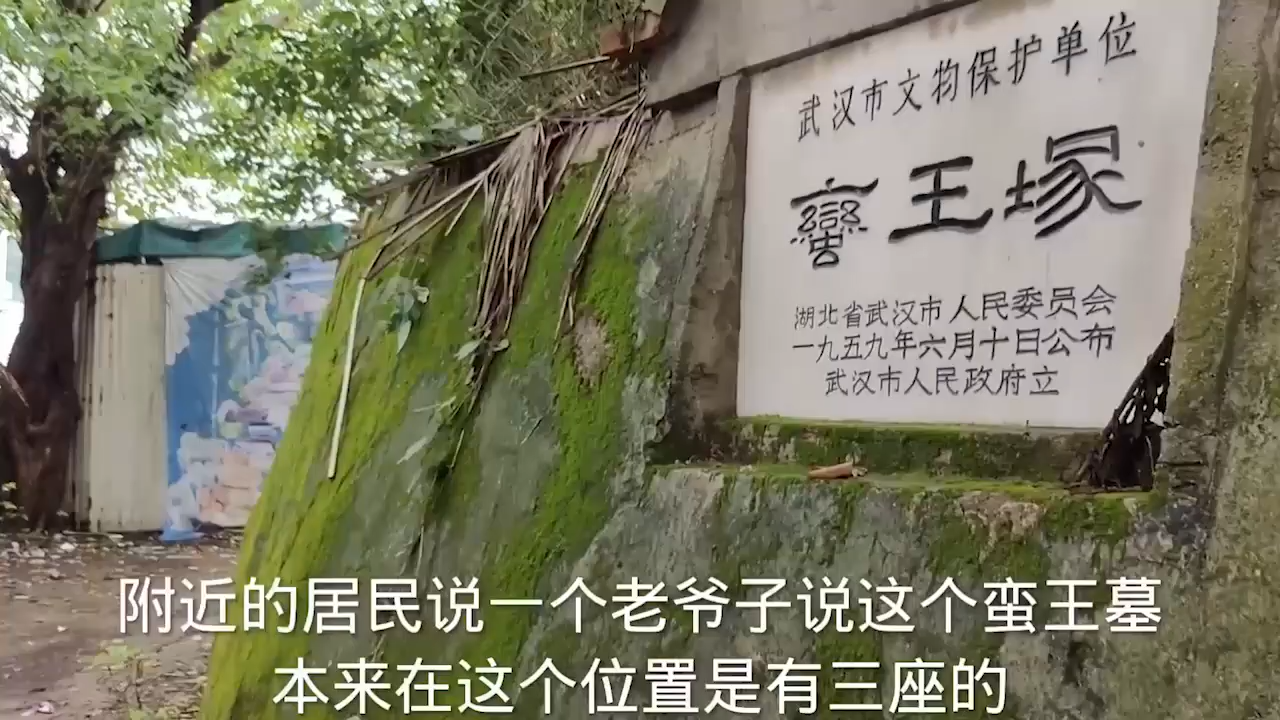 武汉市文物保护单位
蠻王塚
湖北省武汉市人民委员会
一九五九年六月十日公布
武汉市人民政府立
附近的居民说一个老爷子说这个蛮王墓
本来在这个位置是有三座的